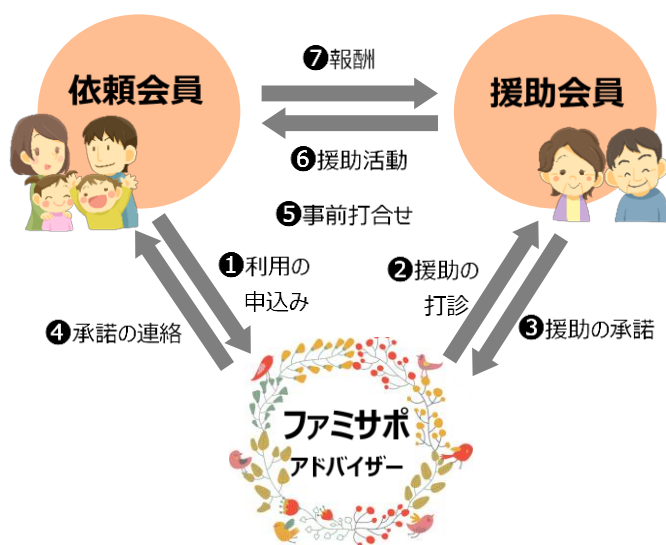 依頼会員
援助会員
❼報酬
❻援助活動
❺事前打合せ
❶利用の
申込み
❷援助の
打診
❸援助の承諾
❹承諾の連絡
ファミサポ
アドバイザー